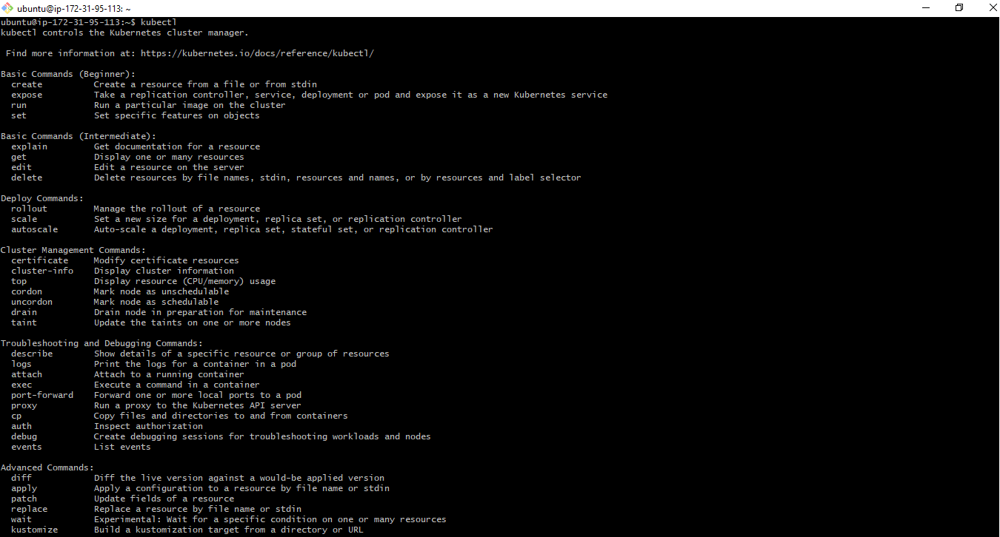 ubuntu@ip-172-31-95-113: ~
ubuntu@ip-172-31-95-113:~$ kubectl
kubectl controls the Kubernetes cluster manager.

 Find more information at: https://kubernetes.io/docs/reference/kubectl/

Basic Commands (Beginner):
  create          Create a resource from a file or from stdin
  expose          Take a replication controller, service, deployment or pod and expose it as a new Kubernetes service
  run             Run a particular image on the cluster
  set             Set specific features on objects

Basic Commands (Intermediate):
  explain         Get documentation for a resource
  get             Display one or many resources
  edit            Edit a resource on the server
  delete          Delete resources by file names, stdin, resources and names, or by resources and label selector

Deploy Commands:
  rollout         Manage the rollout of a resource
  scale           Set a new size for a deployment, replica set, or replication controller
  autoscale       Auto-scale a deployment, replica set, stateful set, or replication controller

Cluster Management Commands:
  certificate     Modify certificate resources
  cluster-info    Display cluster information
  top             Display resource (CPU/memory) usage
  cordon          Mark node as unschedulable
  uncordon        Mark node as schedulable
  drain           Drain node in preparation for maintenance
  taint           Update the taints on one or more nodes

Troubleshooting and Debugging Commands:
  describe        Show details of a specific resource or group of resources
  logs            Print the logs for a container in a pod
  attach          Attach to a running container
  exec            Execute a command in a container
  port-forward    Forward one or more local ports to a pod
  proxy           Run a proxy to the Kubernetes API server
  cp              Copy files and directories to and from containers
  auth            Inspect authorization
  debug           Create debugging sessions for troubleshooting workloads and nodes
  events          List events

Advanced Commands:
  diff            Diff the live version against a would-be applied version
  apply           Apply a configuration to a resource by file name or stdin
  patch           Update fields of a resource
  replace         Replace a resource by file name or stdin
  wait            Experimental: Wait for a specific condition on one or many resources
  kustomize       Build a kustomization target from a directory or URL